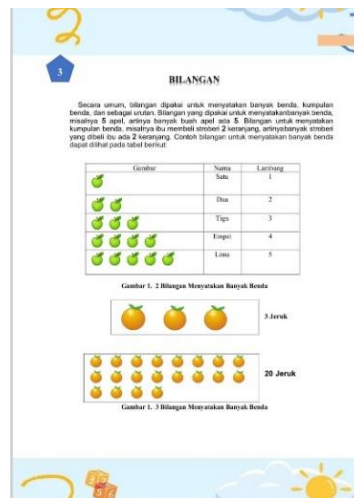 3
BILANGAN
Secara umum, bilangan dipakai untuk menyatakan banyak benda, kumpulan
benda, dan sebagai urutan. Bilangan yang dipakai untuk menyatakanbanyak benda,
misalnya 5 apel, artinya banyak buah apel ada 5. Bilangan untuk menyatakan
kumpulan benda, misalnya ibu membeli stroberi 2 keranjang, artinyabanyak stroberi
yang dibeli ibu ada 2 keranjang. Contoh bilangan untuk menyatakan banyak benda
dapat dilihat pada tabel berikut:
Gambar Nama Lambang
Satu 1
Dua 2
Tiga 3
Empat 4
Lima 5
Gambar 1. 2 Bilangan Menyatakan Banyak Benda
3 Jeruk
20 Jeruk
Gambar 1. 3 Bilangan Menyatakan Banyak Benda